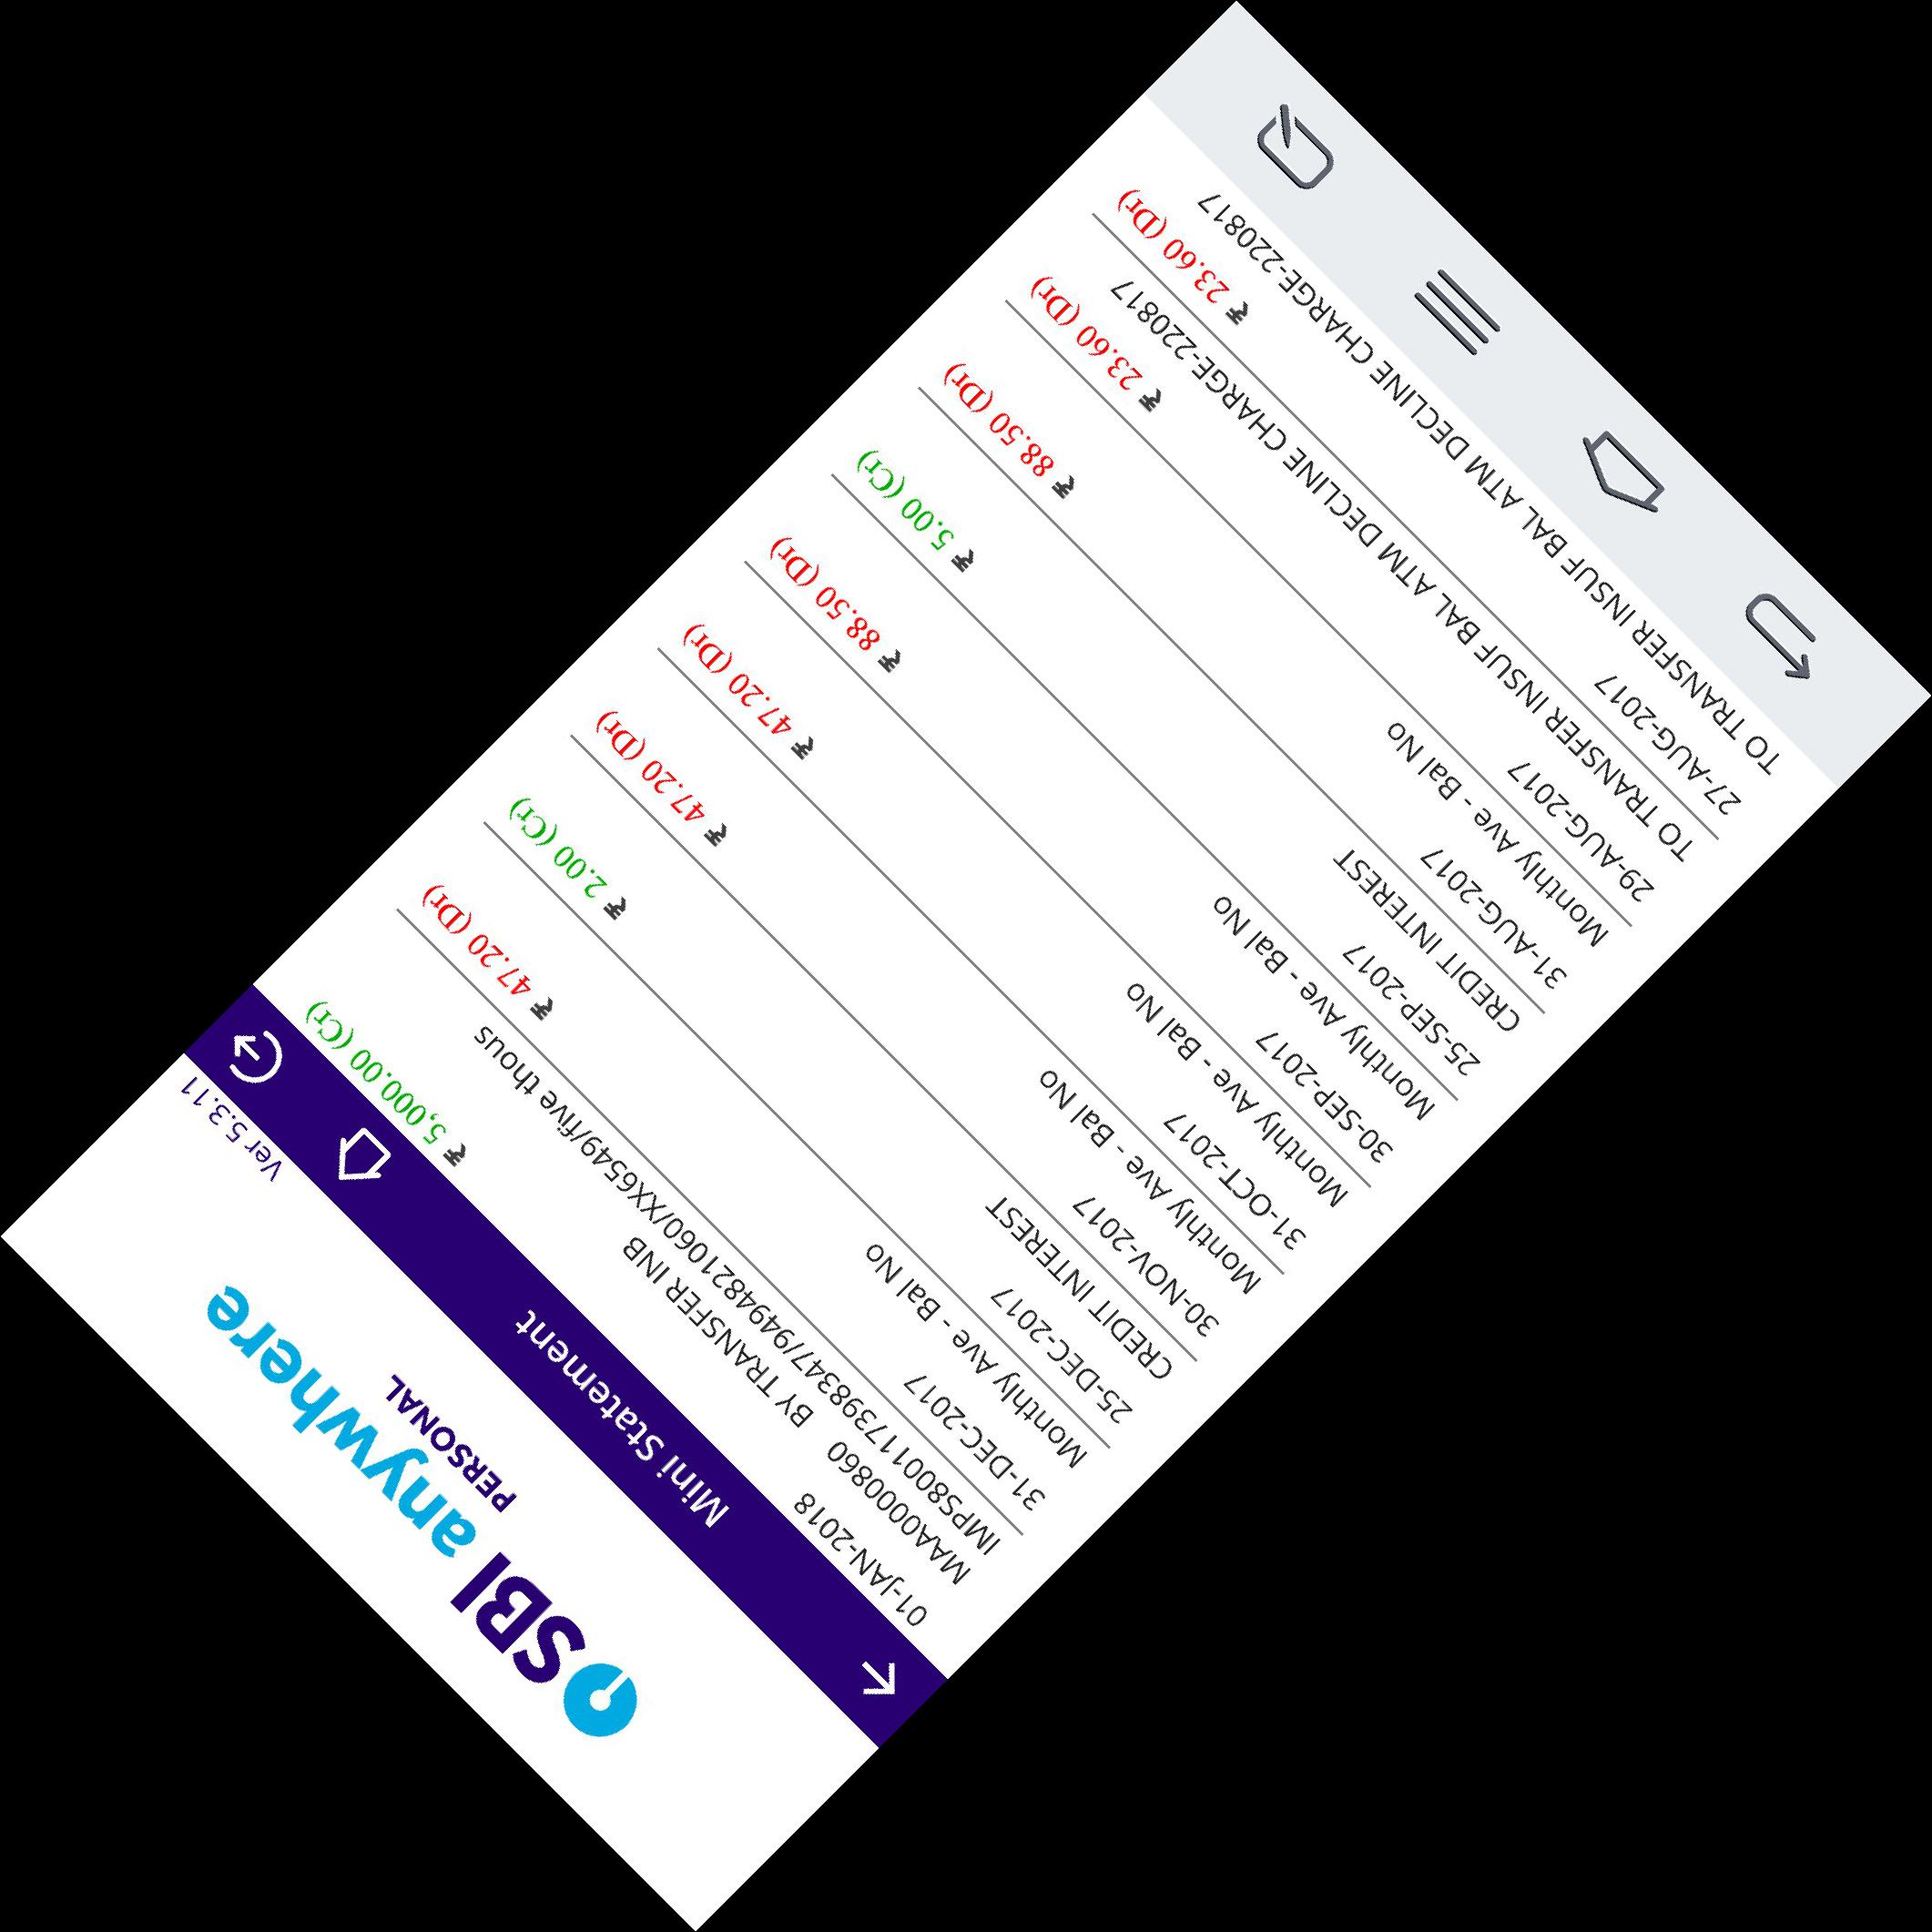 SBI anywhere
PERSONAL
Ver 5.3.11
Mini Statement
01-JAN-2018
MAA000000860 BY TRANSFER INB
IMPS800117398347/9494821060/XX6549/five thous
₹ 5,000.00 (Cr)
31-DEC-2017
Monthly Ave - Bal No
₹ 47.20 (Dr)
25-DEC-2017
CREDIT INTEREST
₹ 2.00 (Cr)
30-NOV-2017
Monthly Ave - Bal No
₹ 47.20 (Dr)
31-OCT-2017
Monthly Ave - Bal No
₹ 47.20 (Dr)
30-SEP-2017
Monthly Ave - Bal No
₹ 88.50 (Dr)
25-SEP-2017
CREDIT INTEREST
₹ 5.00 (Cr)
31-AUG-2017
Monthly Ave - Bal No
₹ 88.50 (Dr)
29-AUG-2017
TO TRANSFER INSUF BAL ATM DECLINE CHARGE-220817
₹ 23.60 (Dr)
27-AUG-2017
TO TRANSFER INSUF BAL ATM DECLINE CHARGE-220817
₹ 23.60 (Dr)